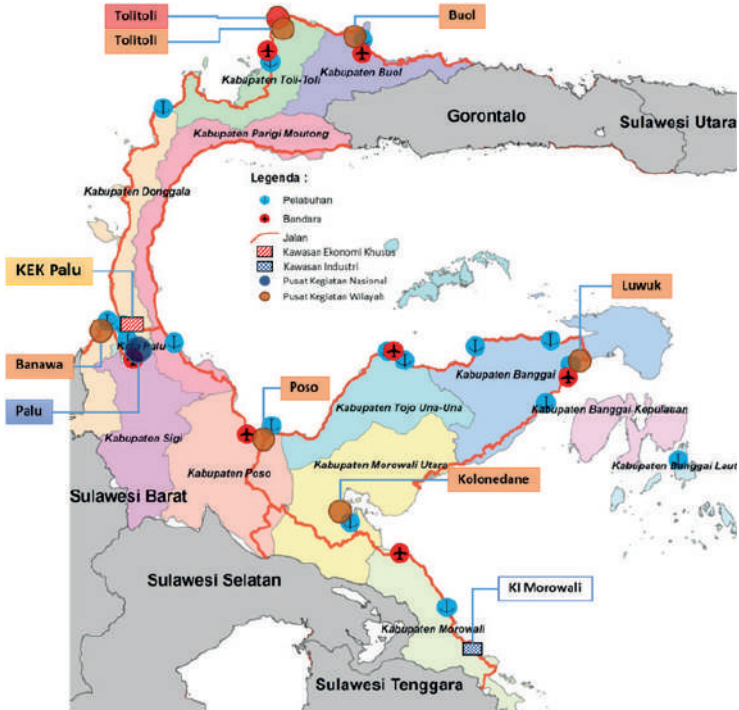 Tolitoli
Tolitoli
Buol
Kabupaten Toli-Toli
Kabupaten Buol
Gorontalo
Sulawesi Utara
Kabupaten Parigi Moutong
Kabupaten Donggala
Legenda :
Pelabuhan
Bandara
Jalan
Kawasan Ekonomi Khusus
Kawasan Industri
Pusat Kegiatan Nasional
Pusat Kegiatan Wilayah
KEK Palu
Luwuk
Kota Palu
Banawa
Palu
Poso
Kabupaten Banggai
Kabupaten Tojo Una-Una
Kabupaten Banggai Kepulauan
Kabupaten Sigi
Kabupaten Poso
Kabupaten Morowali Utara
Kabupaten Banggai Laut
Kolonedane
Sulawesi Barat
Sulawesi Selatan
KI Morowali
Kabupaten Morowali
Sulawesi Tenggara